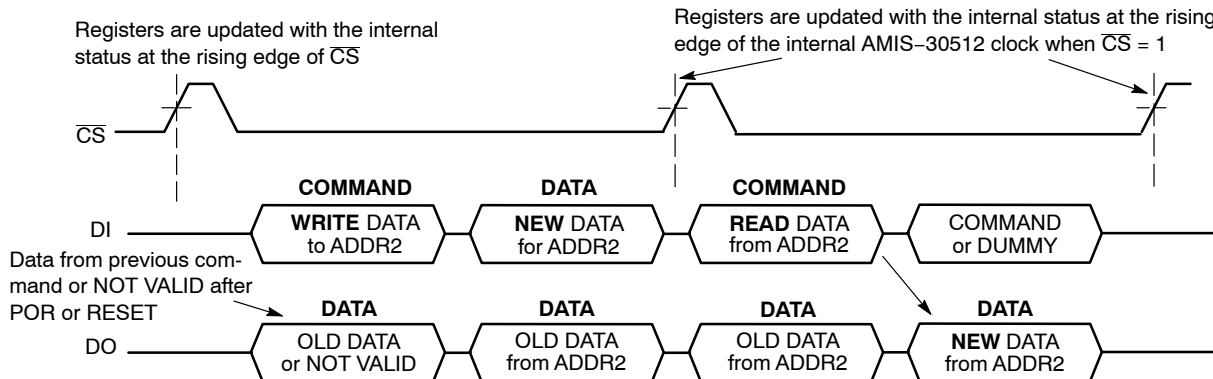 Registers are updated with the internal
status at the rising edge of C̅S̅
Registers are updated with the internal status at the rising
edge of the internal AMIS−30512 clock when C̅S̅ = 1
C̅S̅
COMMAND
DATA
COMMAND
DI
WRITE DATA
to ADDR2
NEW DATA
for ADDR2
READ DATA
from ADDR2
COMMAND
or DUMMY
Data from previous com-
mand or NOT VALID after
POR or RESET
DATA
DATA
DATA
DATA
DO
OLD DATA
or NOT VALID
OLD DATA
from ADDR2
OLD DATA
from ADDR2
NEW DATA
from ADDR2